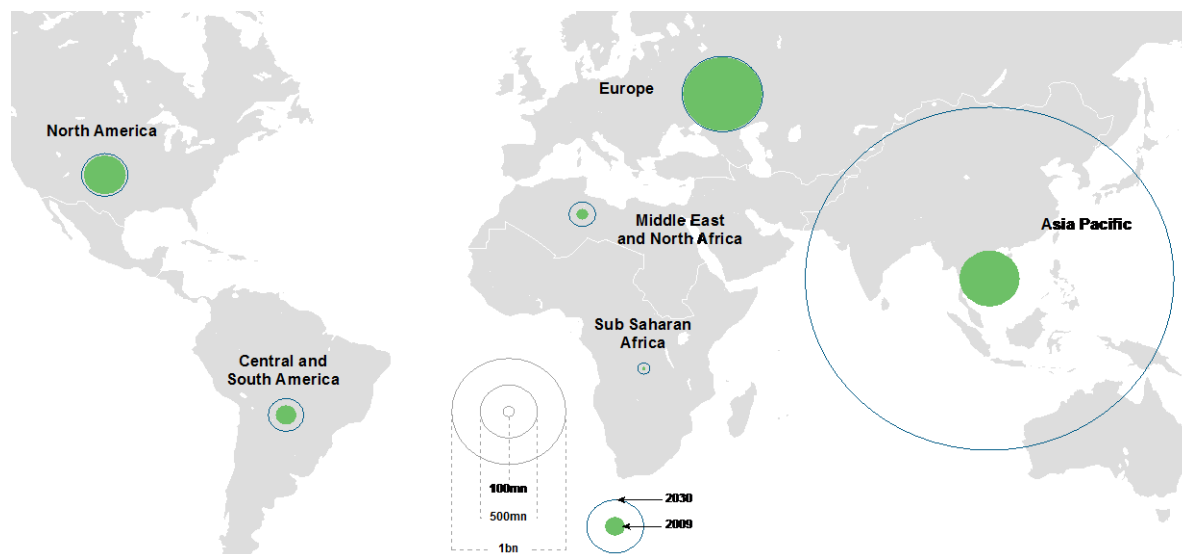 Europe
North America
Asia Pacific
Middle East
and North Africa
Sub Saharan
Africa
Central and
South America
100mn
500mn
1bn
2030
2009